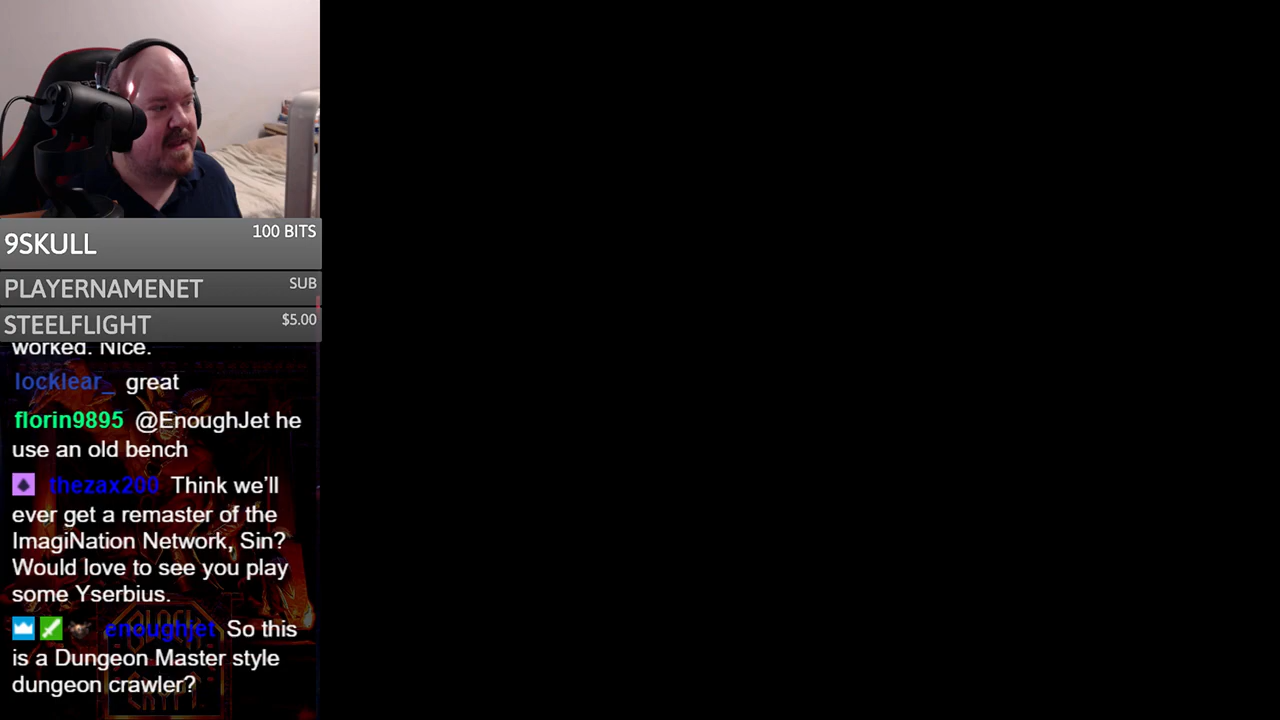 9SKULL
100 BITS
PLAYERNAMENET
SUB
STEELFLIGHT
$5.00
worked. Nice.
locklear_ great
florin9895 @EnoughJet he
use an old bench
thezax200 Think we'll
ever get a remaster of the
ImagiNation Network, Sin?
Would love to see you play
some Yserbius.
enoughjet So this
is a Dungeon Master style
dungeon crawler?